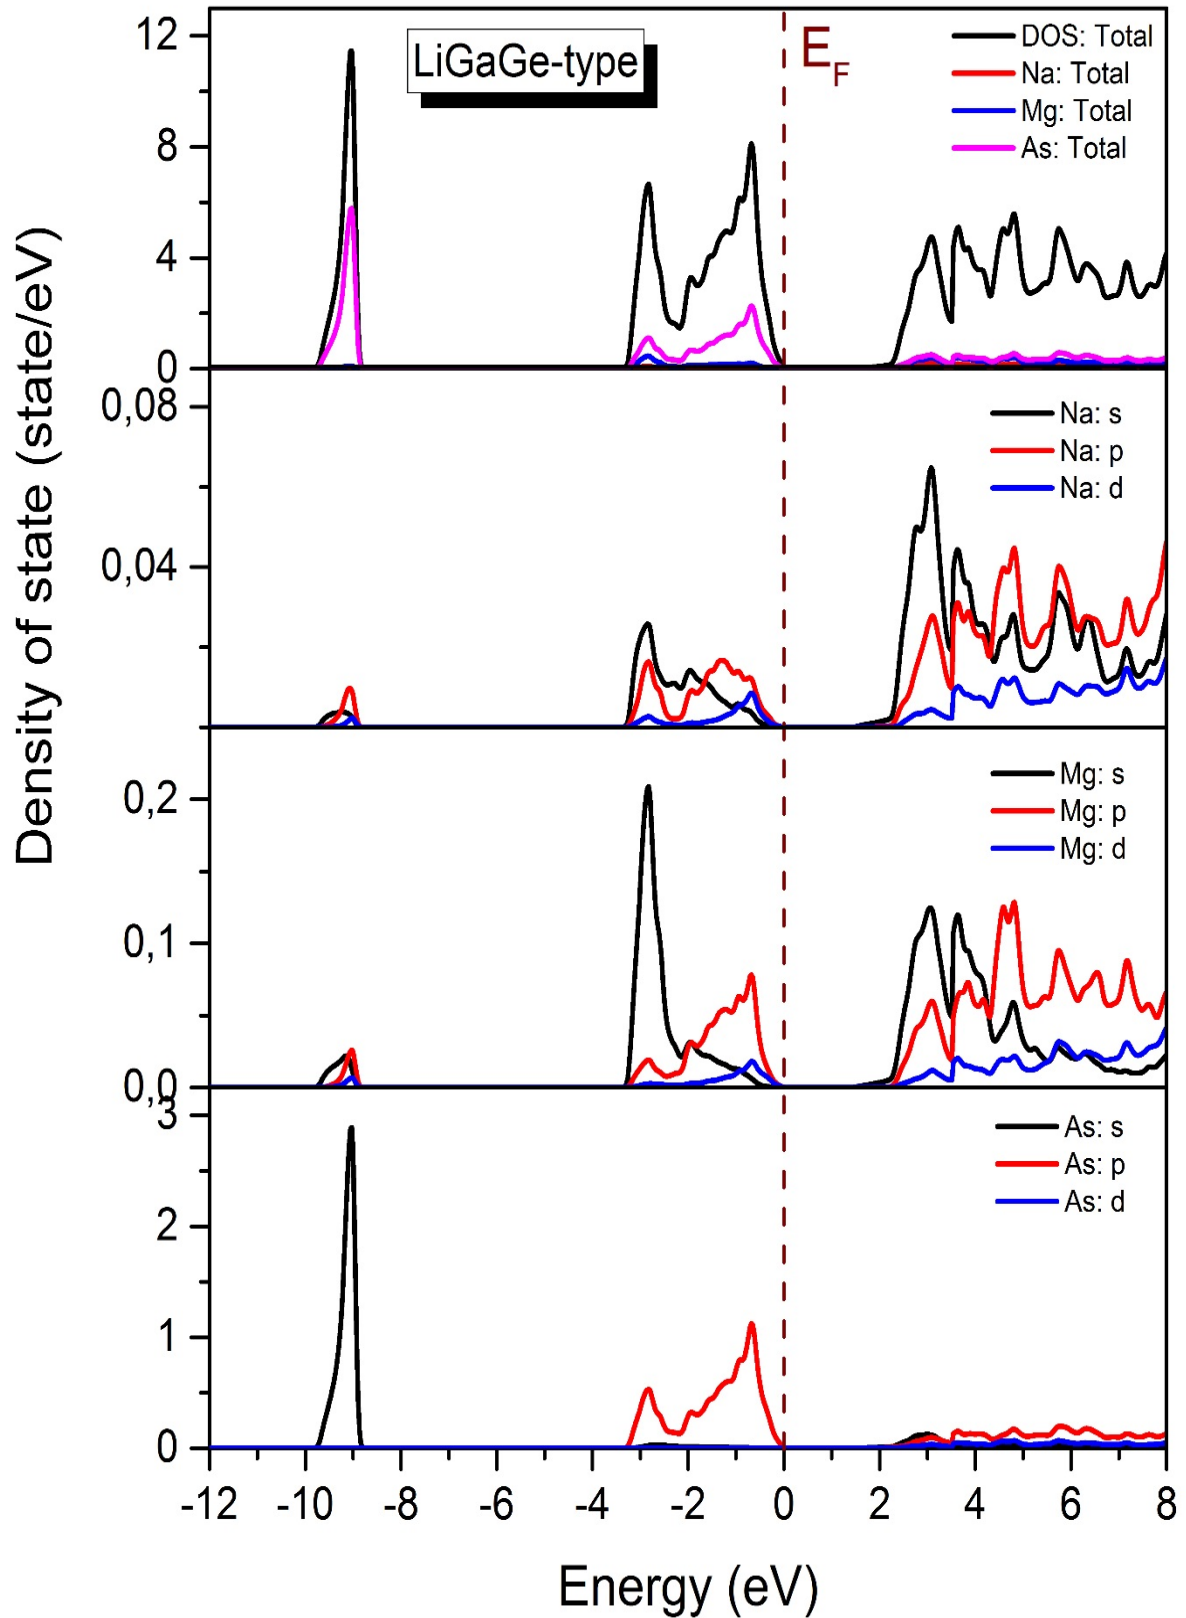 LiGaGe-type
E_F
DOS: Total
Na: Total
Mg: Total
As: Total
12
8
4
0
Density of state (state/eV)
0,08
0,04
Na: s
Na: p
Na: d
0,2
0,1
0,0
Mg: s
Mg: p
Mg: d
3
2
1
0
As: s
As: p
As: d
-12 -10 -8 -6 -4 -2 0 2 4 6 8
Energy (eV)